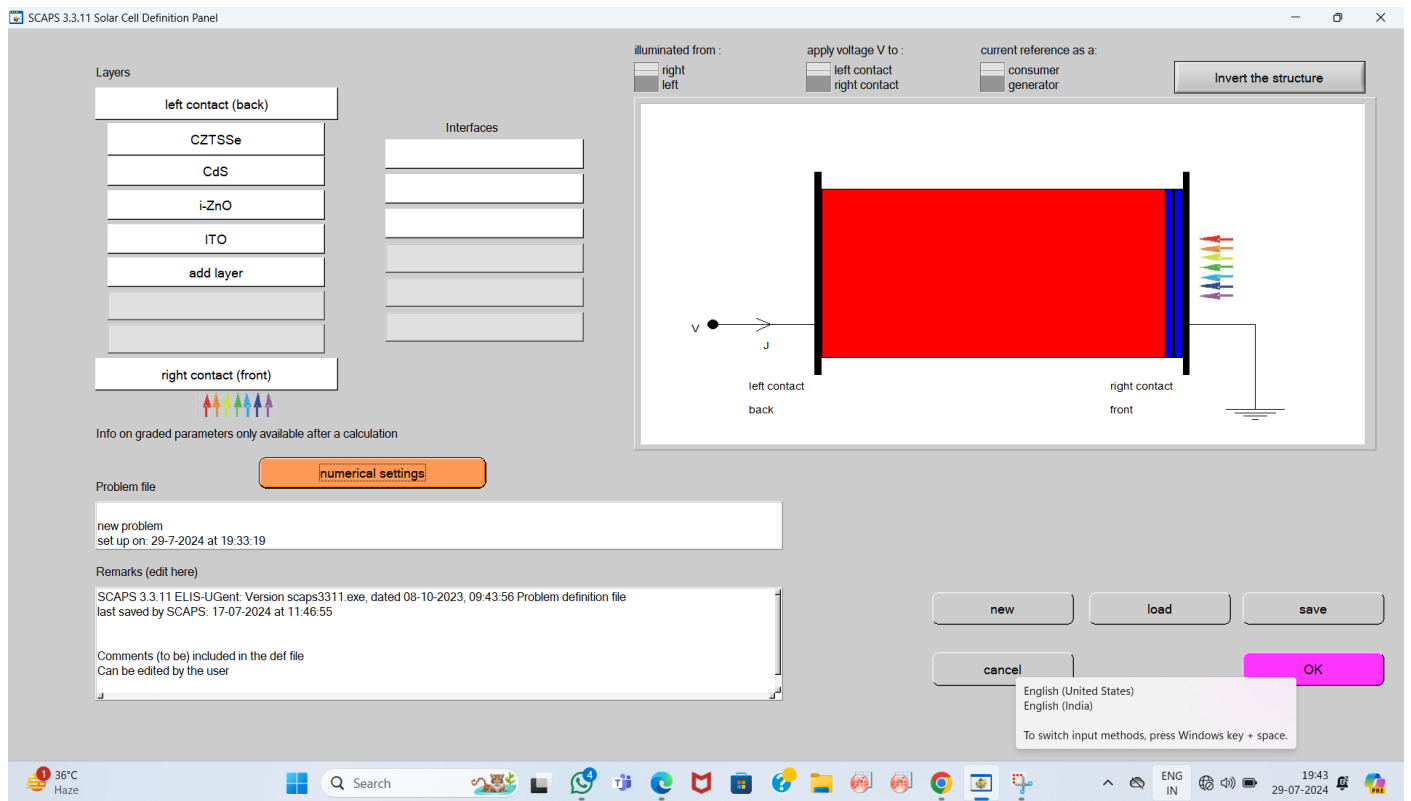 SCAPS 3.3.11 Solar Cell Definition Panel
illuminated from :
right
left
apply voltage V to :
left contact
right contact
current reference as a:
consumer
generator
Invert the structure
Layers
left contact (back)
CZTSSe
CdS
i-ZnO
ITO
add layer
right contact (front)
Interfaces
V
J
left contact
back
right contact
front
Info on graded parameters only available after a calculation
numerical settings
Problem file
new problem
set up on: 29-7-2024 at 19:33:19
Remarks (edit here)
SCAPS 3.3.11 ELIS-UGent: Version scaps3311.exe, dated 08-10-2023, 09:43:56 Problem definition file
last saved by SCAPS: 17-07-2024 at 11:46:55
Comments (to be) included in the def file
Can be edited by the user
new
load
save
cancel
OK
English (United States)
English (India)
To switch input methods, press Windows key + space.
1
36°C
Haze
Search
4
ENG
IN
19:43
29-07-2024
PRE